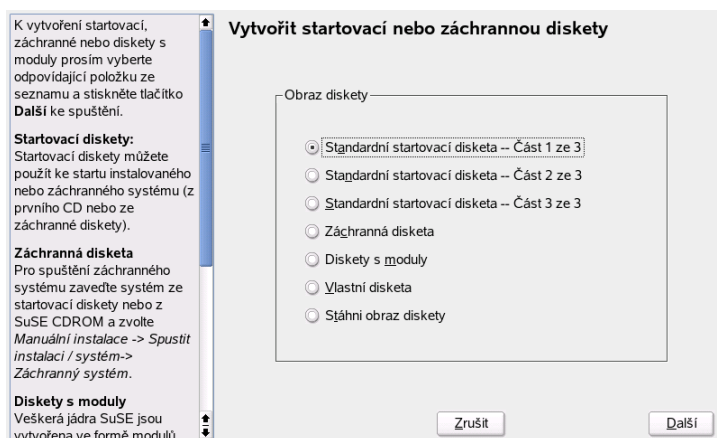 K vytvoření startovací,
záchranné nebo diskety s
moduly prosím vyberte
odpovídající položku ze
seznamu a stiskněte tlačítko
Další ke spuštění.
Startovací diskety:
Startovací diskety můžete
použít ke startu instalovaného
nebo záchranného systému (z
prvního CD nebo ze
záchranné diskety).
Záchranná disketa
Pro spuštění záchranného
systému zaveďte systém ze
startovací diskety nebo z
SuSE CDROM a zvolte
Manuální instalace -> Spustit
instalaci / systém->
Záchranný systém.
Diskety s moduly
Veškerá jádra SuSE jsou
vytvořena ve formě modulů
Vytvořit startovací nebo záchrannou diskety
Obraz diskety
Standardní startovací disketa -- Část 1 ze 3
Standardní startovací disketa -- Část 2 ze 3
Standardní startovací disketa -- Část 3 ze 3
Záchranná disketa
Diskety s moduly
Vlastní disketa
Stáhni obraz diskety
Zrušit
Další